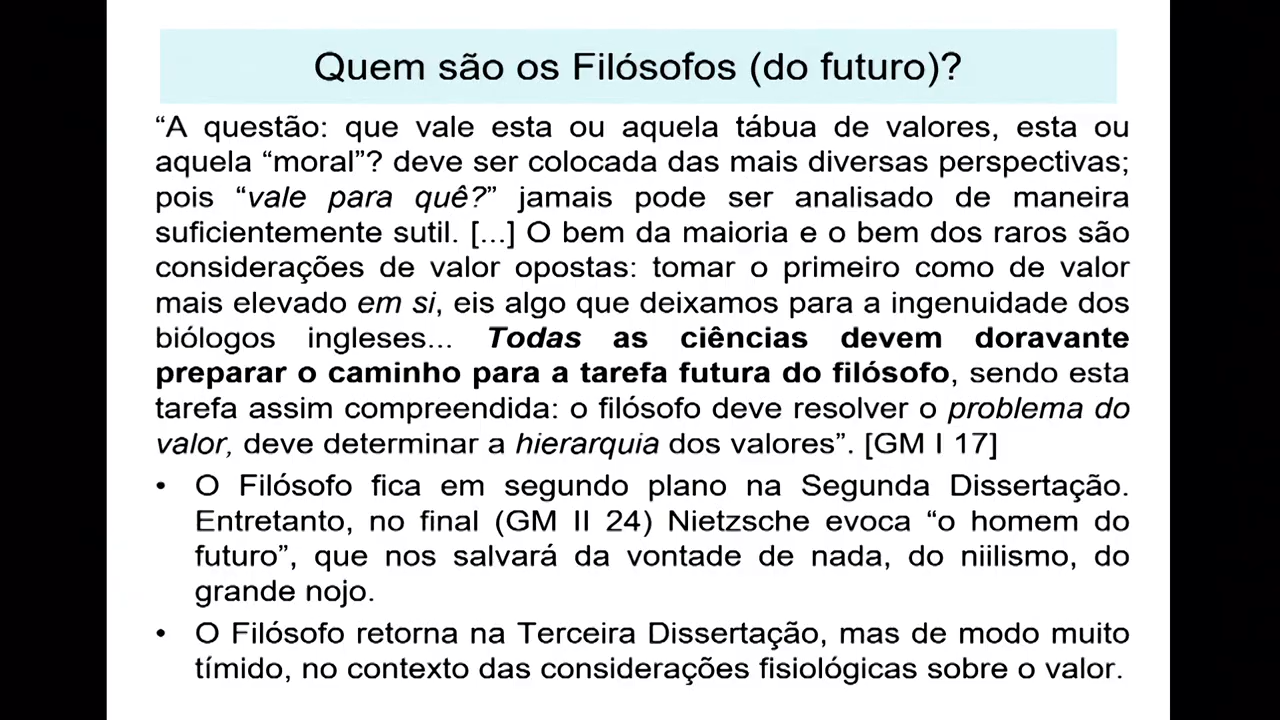 Quem são os Filósofos (do futuro)?
“A questão: que vale esta ou aquela tábua de valores, esta ou
aquela “moral”? deve ser colocada das mais diversas perspectivas;
pois “vale para quê?” jamais pode ser analisado de maneira
suficientemente sutil. [...] O bem da maioria e o bem dos raros são
considerações de valor opostas: tomar o primeiro como de valor
mais elevado em si, eis algo que deixamos para a ingenuidade dos
biólogos ingleses... Todas as ciências devem doravante
preparar o caminho para a tarefa futura do filósofo, sendo esta
tarefa assim compreendida: o filósofo deve resolver o problema do
valor, deve determinar a hierarquia dos valores”. [GM I 17]
• O Filósofo fica em segundo plano na Segunda Dissertação.
Entretanto, no final (GM II 24) Nietzsche evoca “o homem do
futuro”, que nos salvará da vontade de nada, do niilismo, do
grande nojo.
• O Filósofo retorna na Terceira Dissertação, mas de modo muito
tímido, no contexto das considerações fisiológicas sobre o valor.